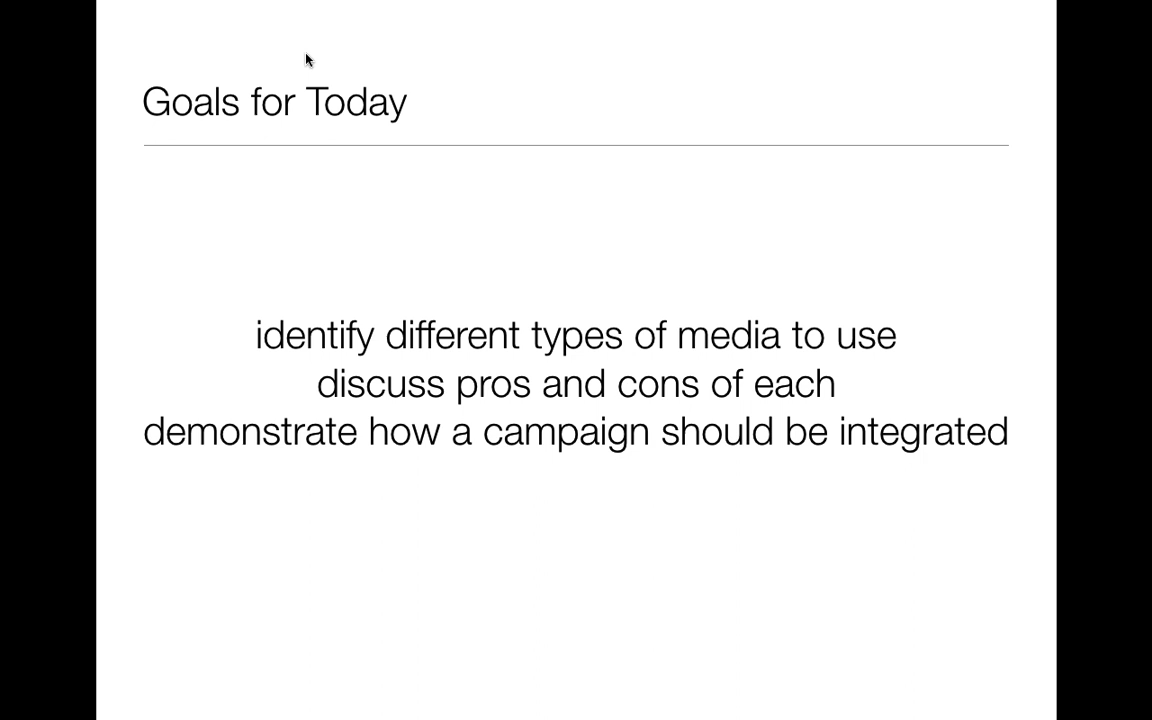 Goals for Today
identify different types of media to use
discuss pros and cons of each
demonstrate how a campaign should be integrated